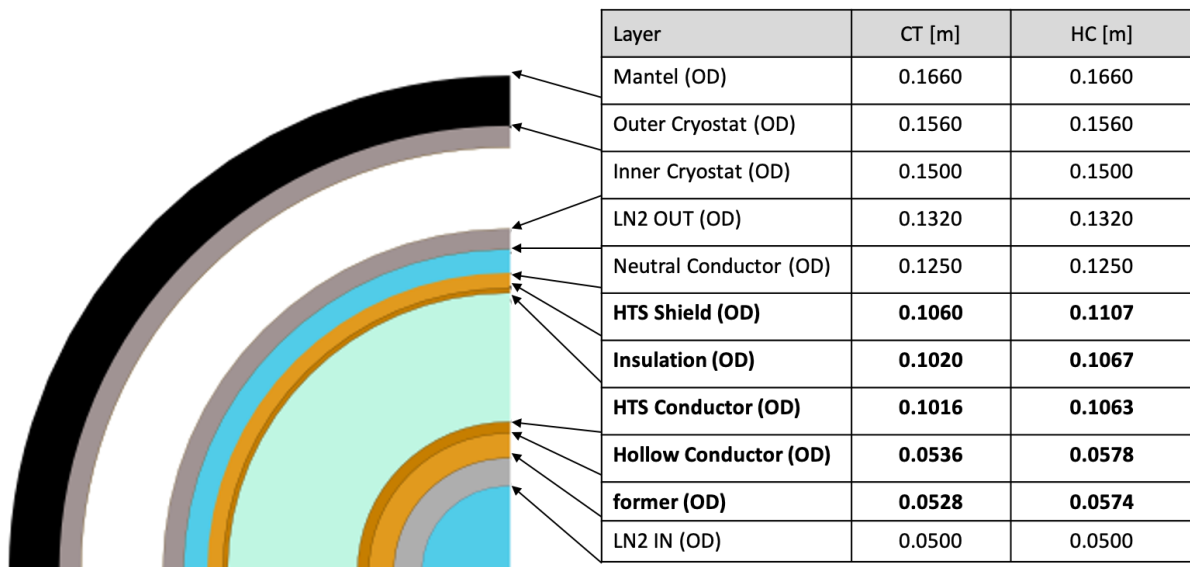 Layer CT [m] HC [m]
Mantel (OD) 0.1660 0.1660
Outer Cryostat (OD) 0.1560 0.1560
Inner Cryostat (OD) 0.1500 0.1500
LN2 OUT (OD) 0.1320 0.1320
Neutral Conductor (OD) 0.1250 0.1250
HTS Shield (OD) 0.1060 0.1107
Insulation (OD) 0.1020 0.1067
HTS Conductor (OD) 0.1016 0.1063
Hollow Conductor (OD) 0.0536 0.0578
former (OD) 0.0528 0.0574
LN2 IN (OD) 0.0500 0.0500